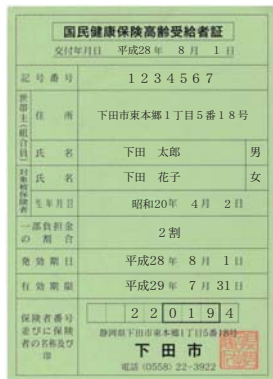 国民健康保険高齢受給者証
交付年月日 平成28年 8月 1日
記号番号 1234567
世帯主(組合員)
住所 下田市東本郷1丁目5番18号
氏名 下田 太郎 男
対象被保険者
氏名 下田 花子 女
生年月日 昭和20年 4月 2日
一部負担金の割合 2割
発効期日 平成28年 8月 1日
有効期限 平成29年 7月31日
保険者番号並びに保険者の名称及び印
220194
静岡県下田市東本郷1丁目5番18号
下田市
電話 (0558) 22-3922